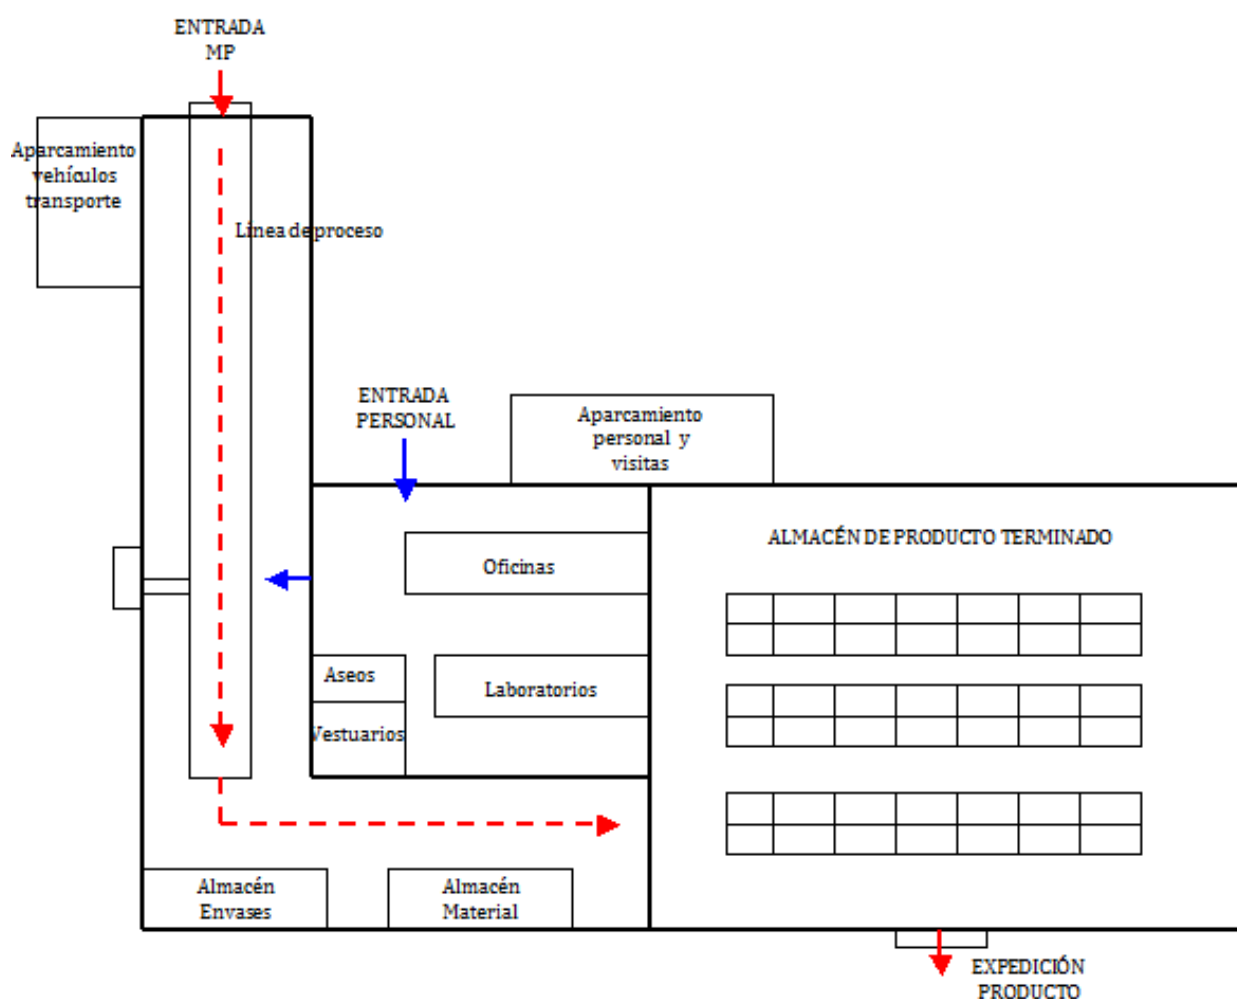 ENTRADA
MP
Aparcamiento
vehículos
transporte
Línea de proceso
ENTRADA
PERSONAL
Aparcamiento
personal y
visitas
ALMACÉN DE PRODUCTO TERMINADO
Oficinas
Aseos
Laboratorios
Vestuarios
Almacén
Envases
Almacén
Material
EXPEDICIÓN
PRODUCTO